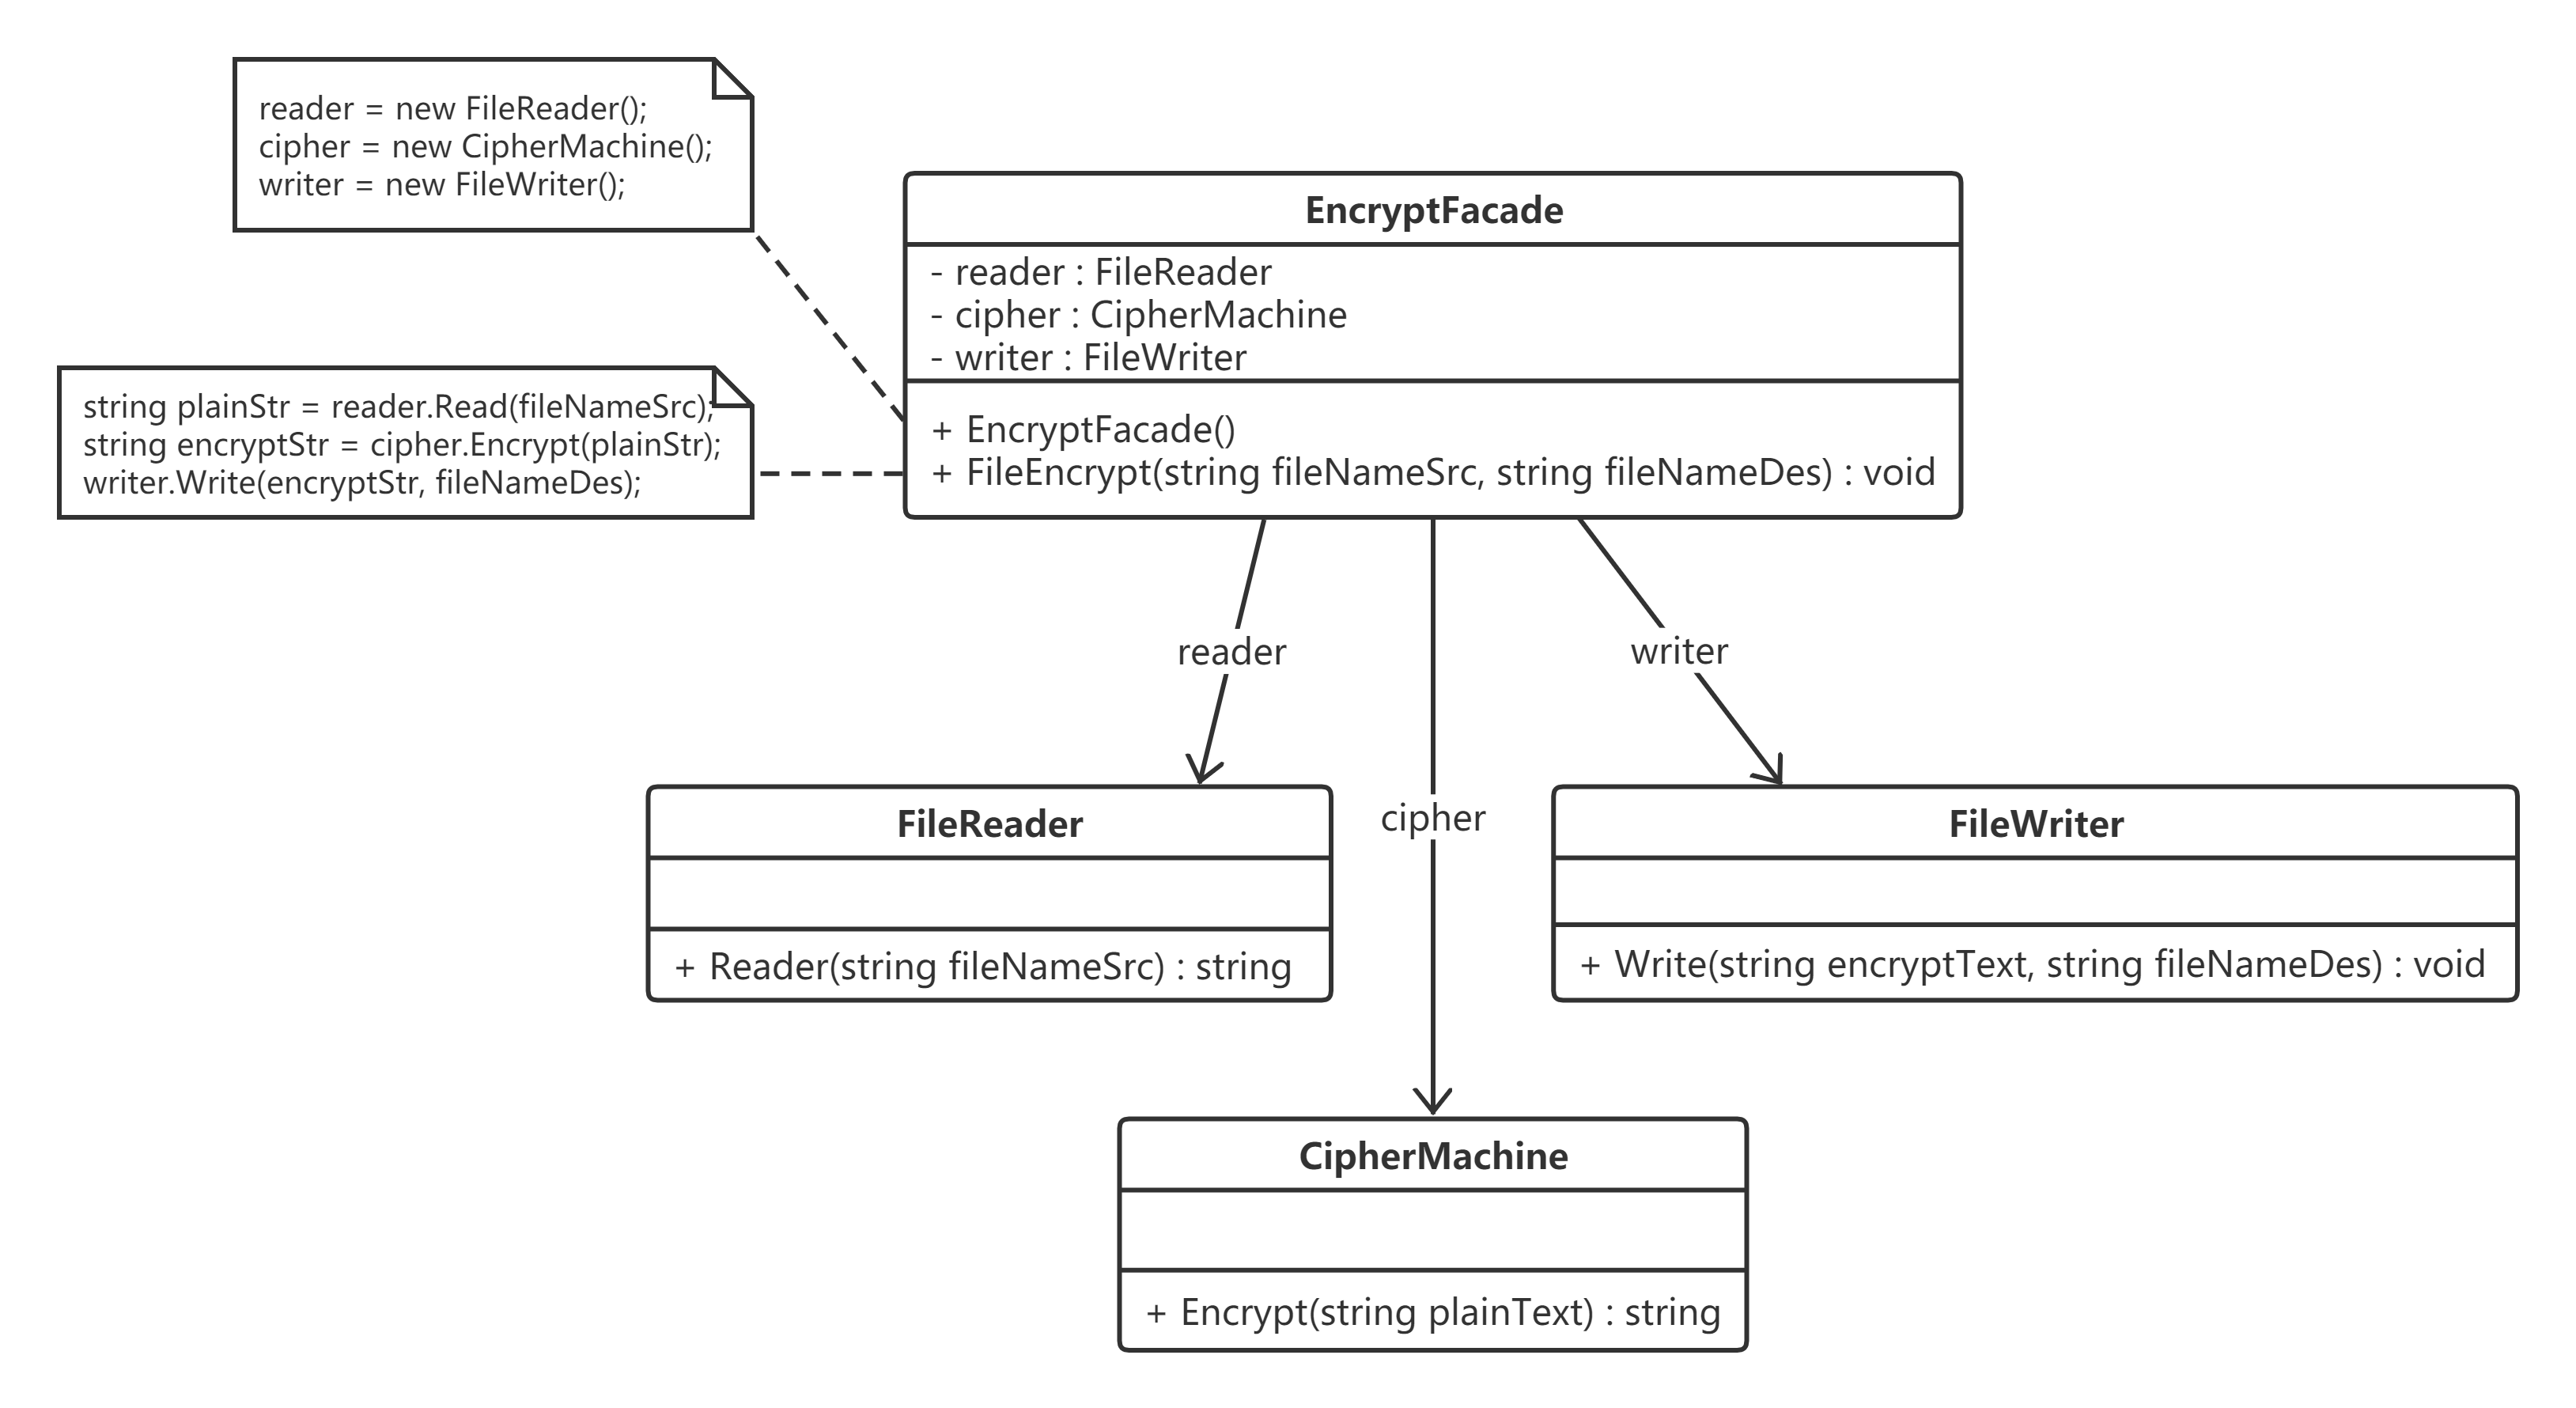 reader = new FileReader();
cipher = new CipherMachine();
writer = new FileWriter();
string plainStr = reader.Read(fileNameSrc);
string encryptStr = cipher.Encrypt(plainStr);
writer.Write(encryptStr, fileNameDes);
EncryptFacade
- reader : FileReader
- cipher : CipherMachine
- writer : FileWriter
+ EncryptFacade()
+ FileEncrypt(string fileNameSrc, string fileNameDes) : void
reader
writer
cipher
FileReader
+ Reader(string fileNameSrc) : string
FileWriter
+ Write(string encryptText, string fileNameDes) : void
CipherMachine
+ Encrypt(string plainText) : string